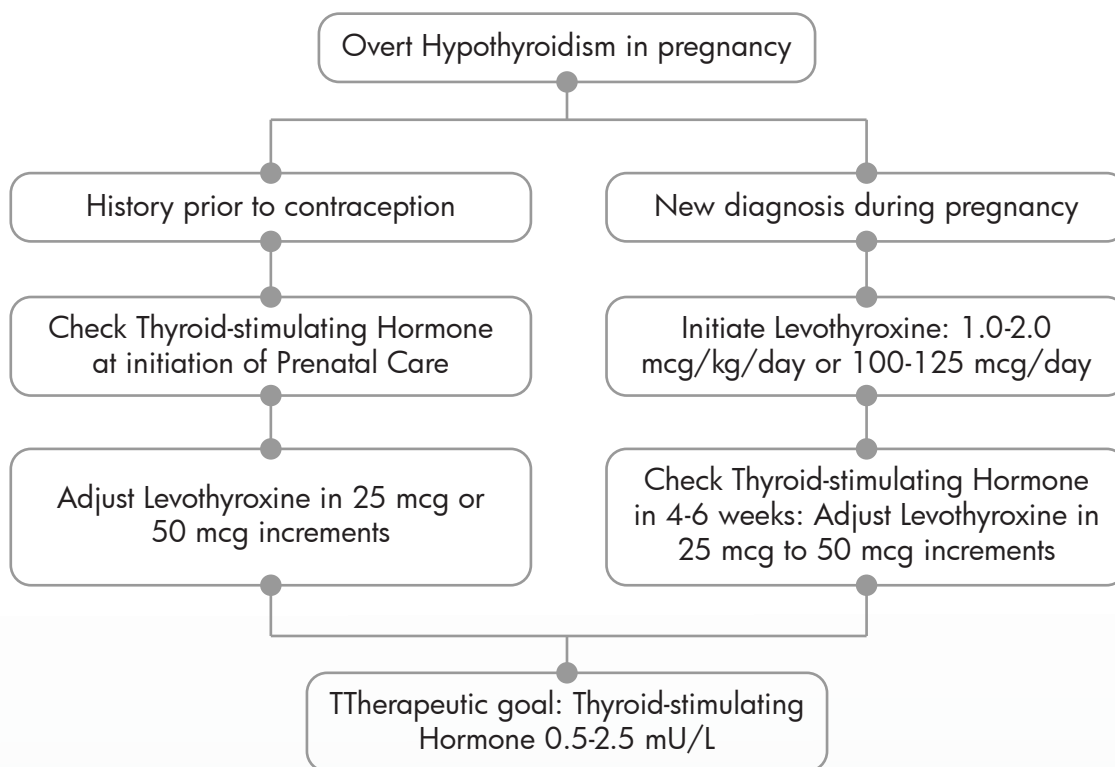 Overt Hypothyroidism in pregnancy
History prior to contraception
New diagnosis during pregnancy
Check Thyroid-stimulating Hormone
at initiation of Prenatal Care
Initiate Levothyroxine: 1.0-2.0
mcg/kg/day or 100-125 mcg/day
Adjust Levothyroxine in 25 mcg or
50 mcg increments
Check Thyroid-stimulating Hormone
in 4-6 weeks: Adjust Levothyroxine in
25 mcg to 50 mcg increments
TTherapeutic goal: Thyroid-stimulating
Hormone 0.5-2.5 mU/L